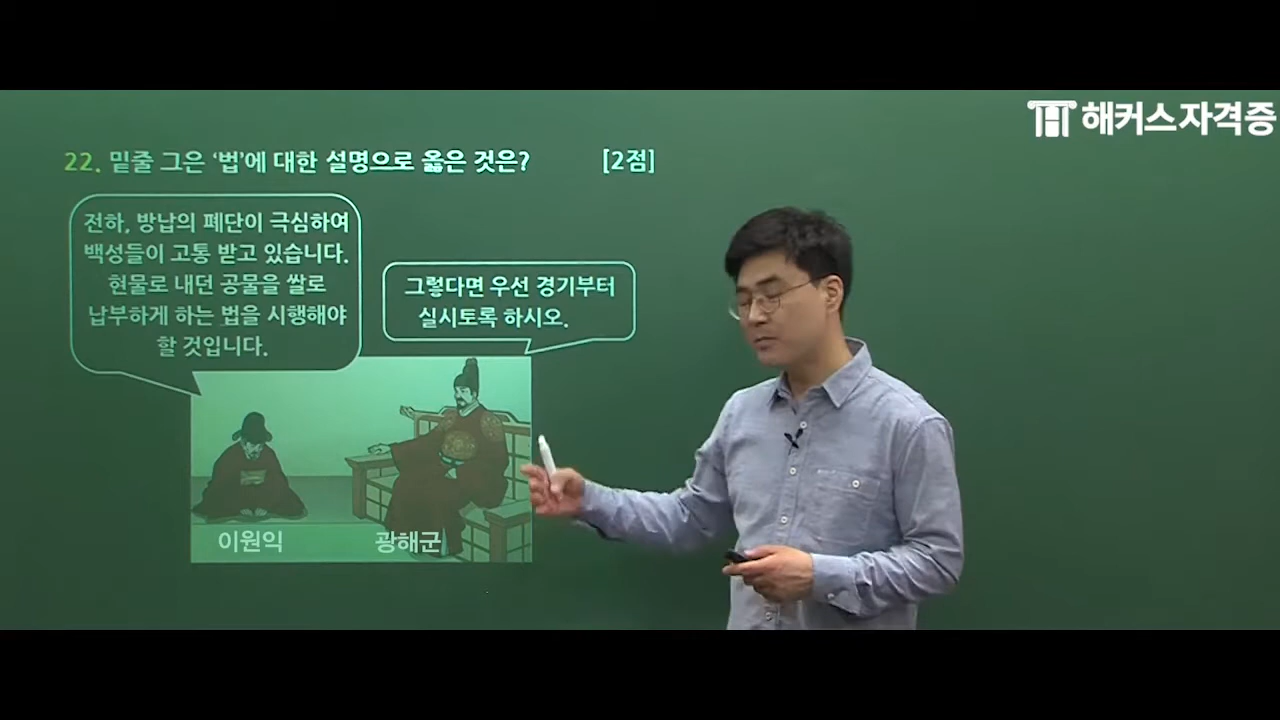 해커스자격증
22. 밑줄 그은 '법'에 대한 설명으로 옳은 것은? [2점]
전하, 방납의 폐단이 극심하여
백성들이 고통 받고 있습니다.
현물로 내던 공물을 쌀로
납부하게 하는 법을 시행해야
할 것입니다.
그렇다면 우선 경기부터
실시토록 하시오.
이원익
광해군